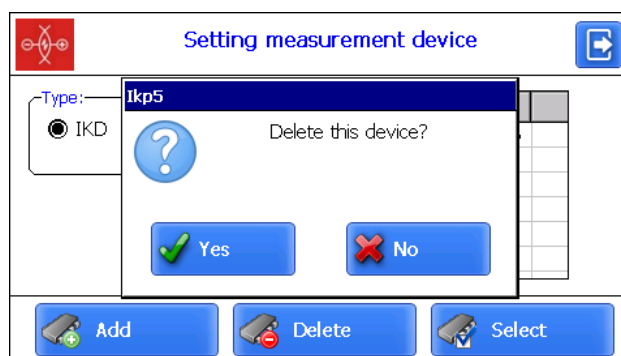 Setting measurement device
Type:
IKD
Ikp5
Delete this device?
Yes
No
Add
Delete
Select